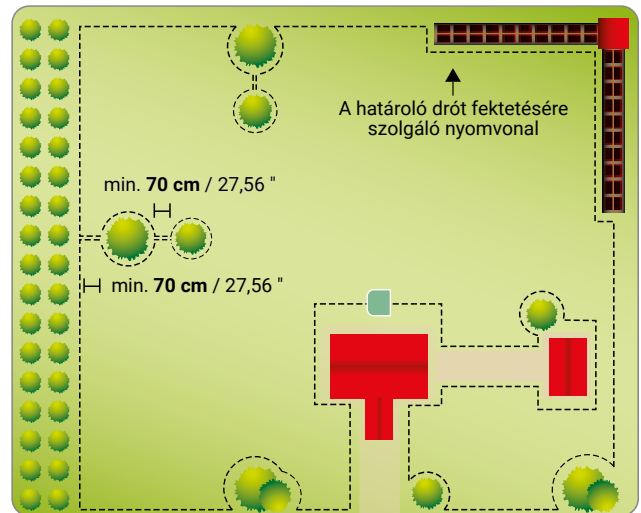 A határoló drót fektetésére
szolgáló nyomvonal
min. 70 cm / 27,56 "
min. 70 cm / 27,56 "